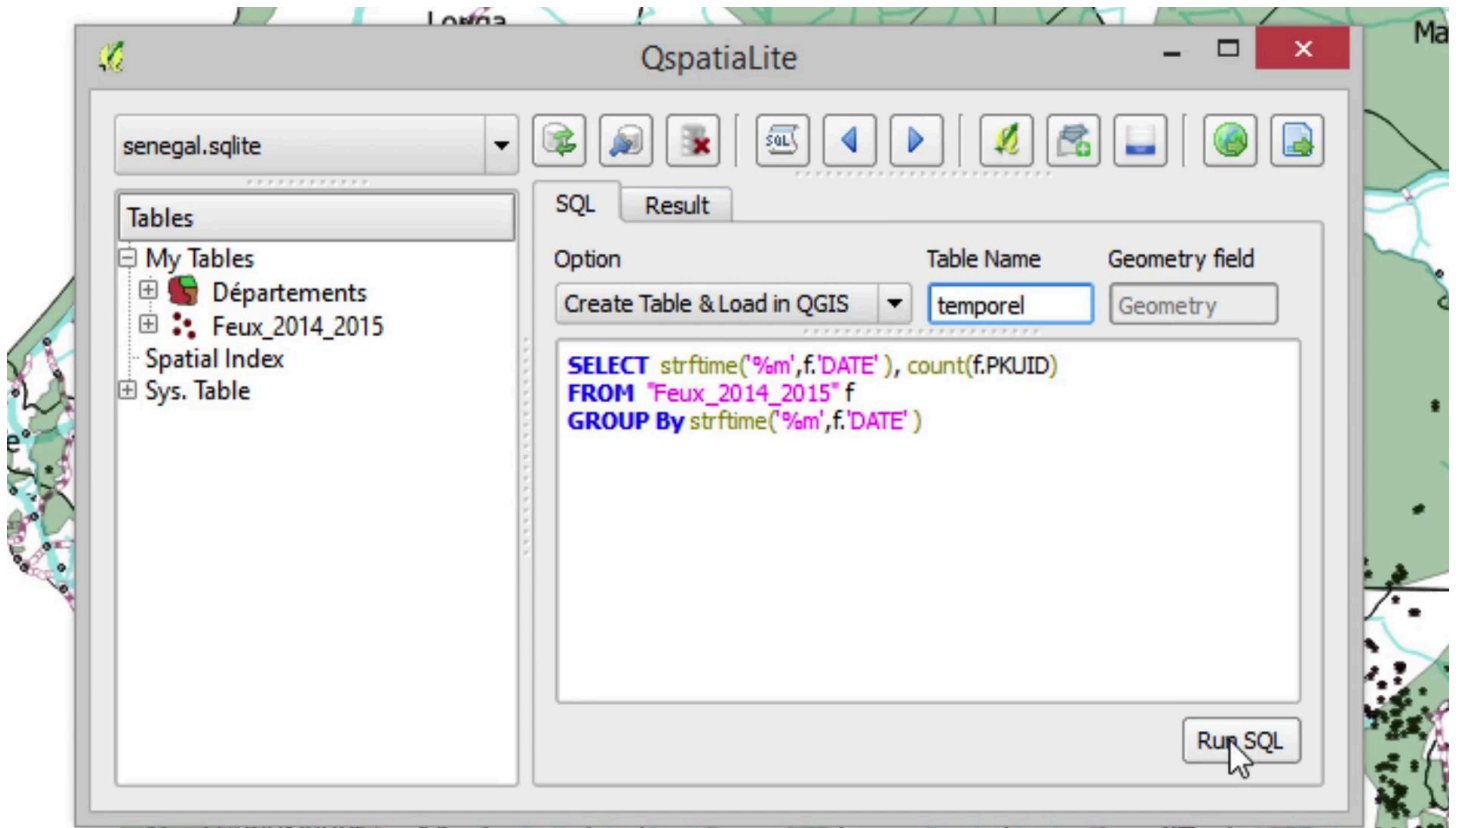 Ma
QspatiaLite
senegal.sqlite
SQL
Tables
My Tables
Départements
Feux_2014_2015
Spatial Index
Sys. Table
SQL Result
Option Table Name Geometry field
Create Table & Load in QGIS temporel Geometry
SELECT strftime('%m',f.'DATE' ), count(f.PKUID)
FROM "Feux_2014_2015" f
GROUP By strftime('%m',f.'DATE' )
Run SQL